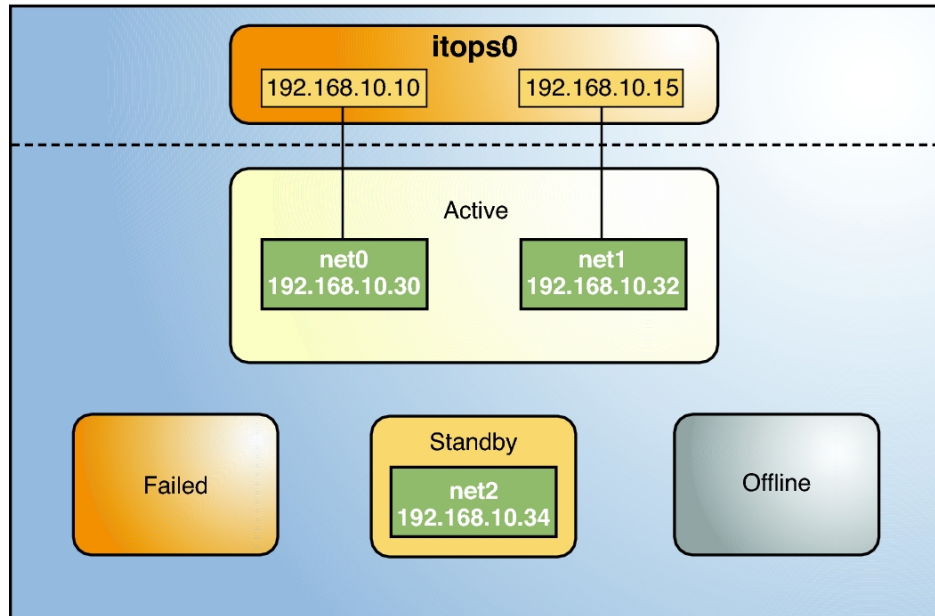 itops0
192.168.10.10
192.168.10.15
Active
net0
192.168.10.30
net1
192.168.10.32
Failed
Standby
net2
192.168.10.34
Offline